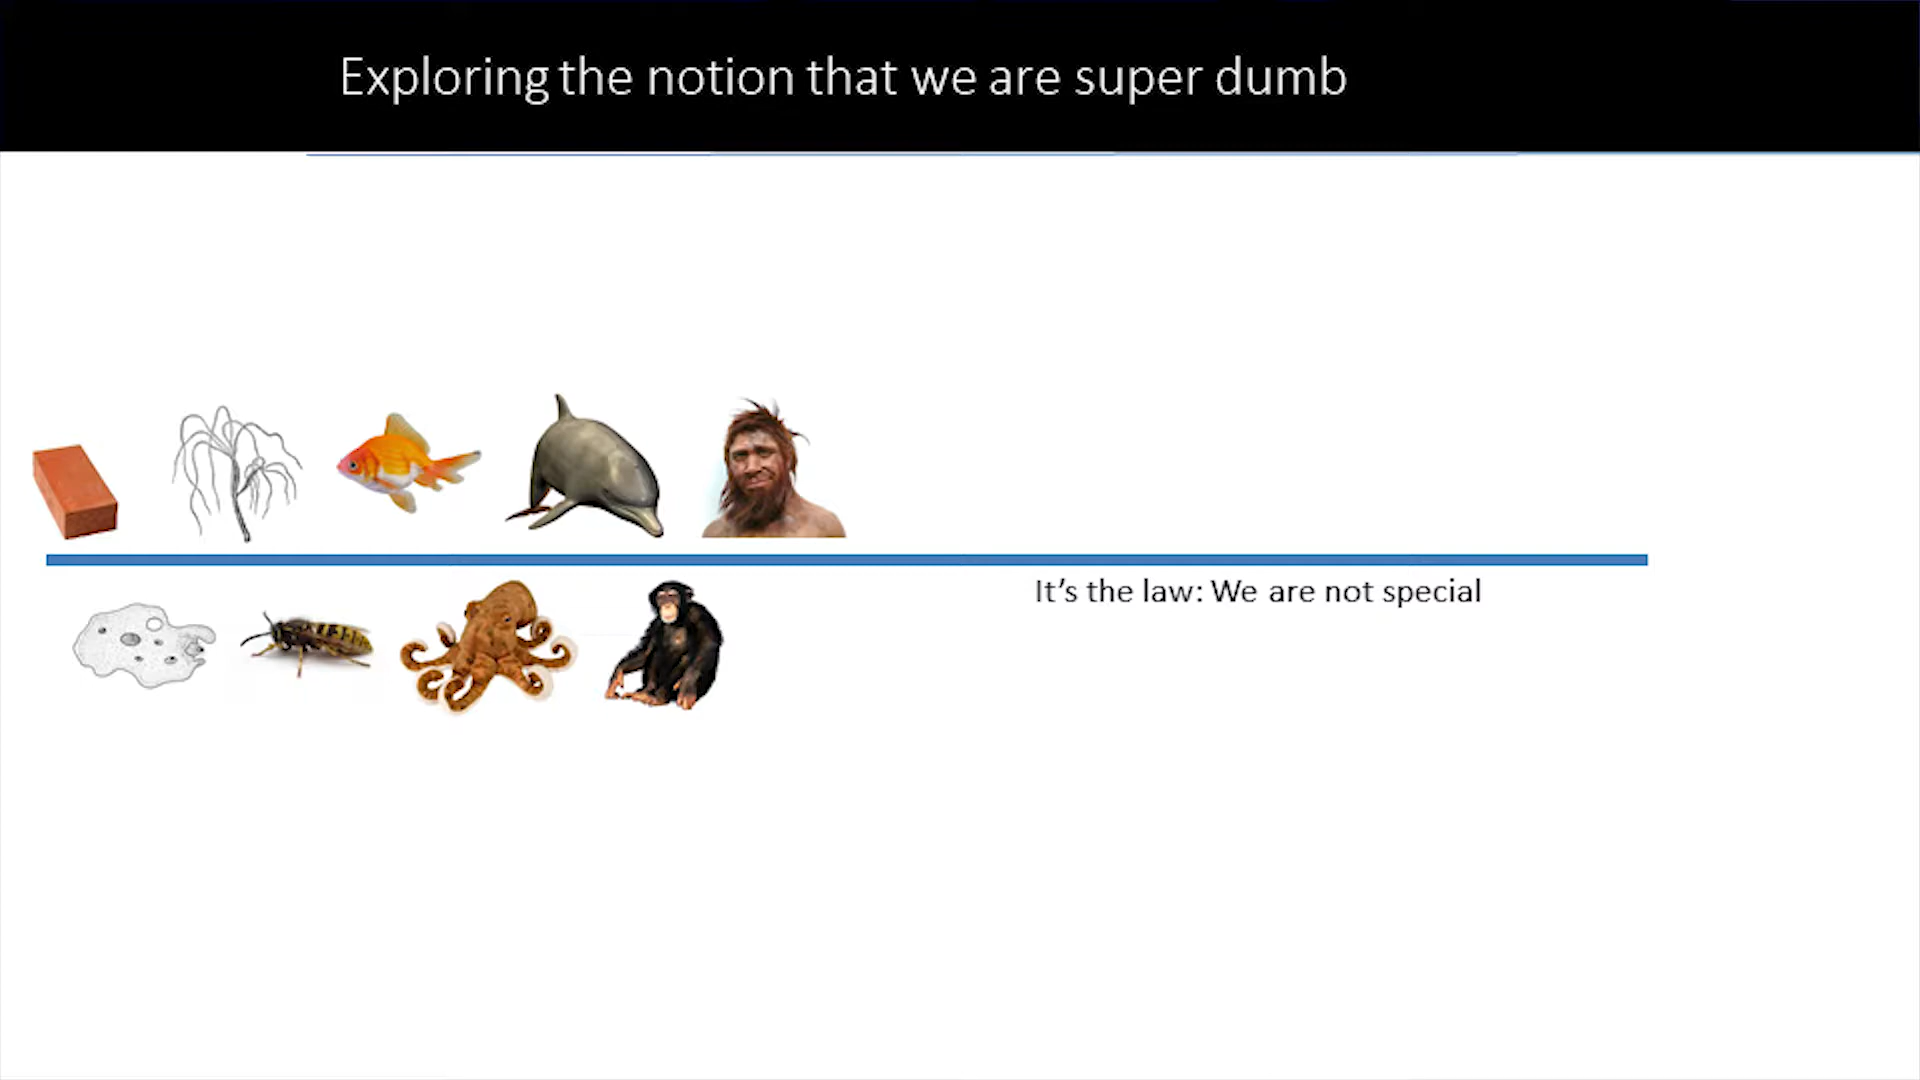 Exploring the notion that we are super dumb
It's the law: We are not special